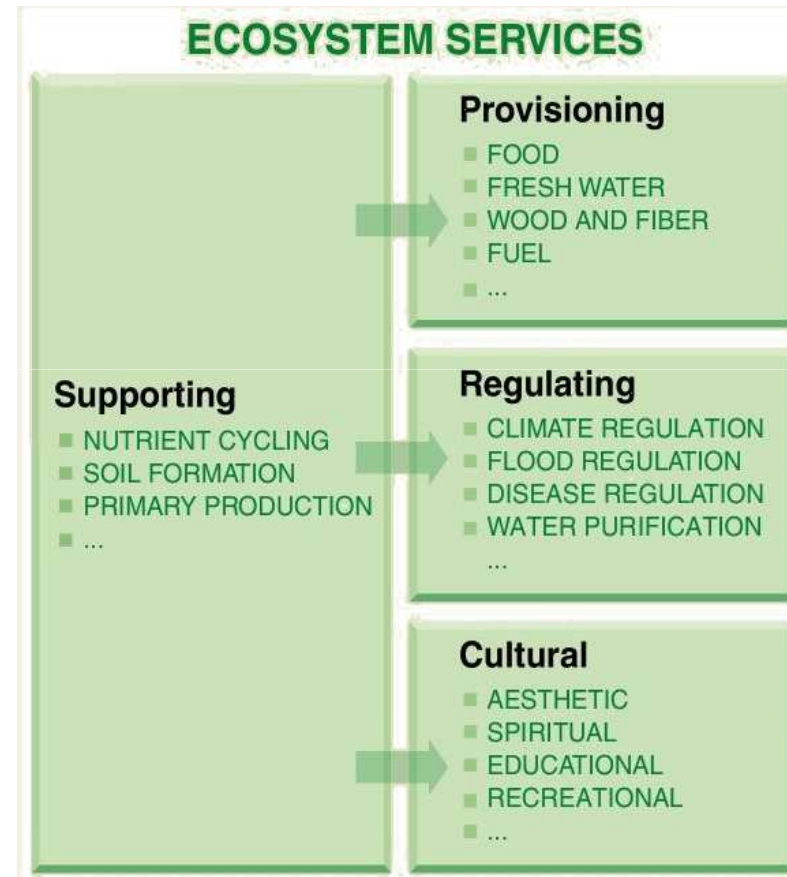 ECOSYSTEM SERVICES
Supporting
NUTRIENT CYCLING
SOIL FORMATION
PRIMARY PRODUCTION
...
Provisioning
FOOD
FRESH WATER
WOOD AND FIBER
FUEL
...
Regulating
CLIMATE REGULATION
FLOOD REGULATION
DISEASE REGULATION
WATER PURIFICATION
...
Cultural
AESTHETIC
SPIRITUAL
EDUCATIONAL
RECREATIONAL
...